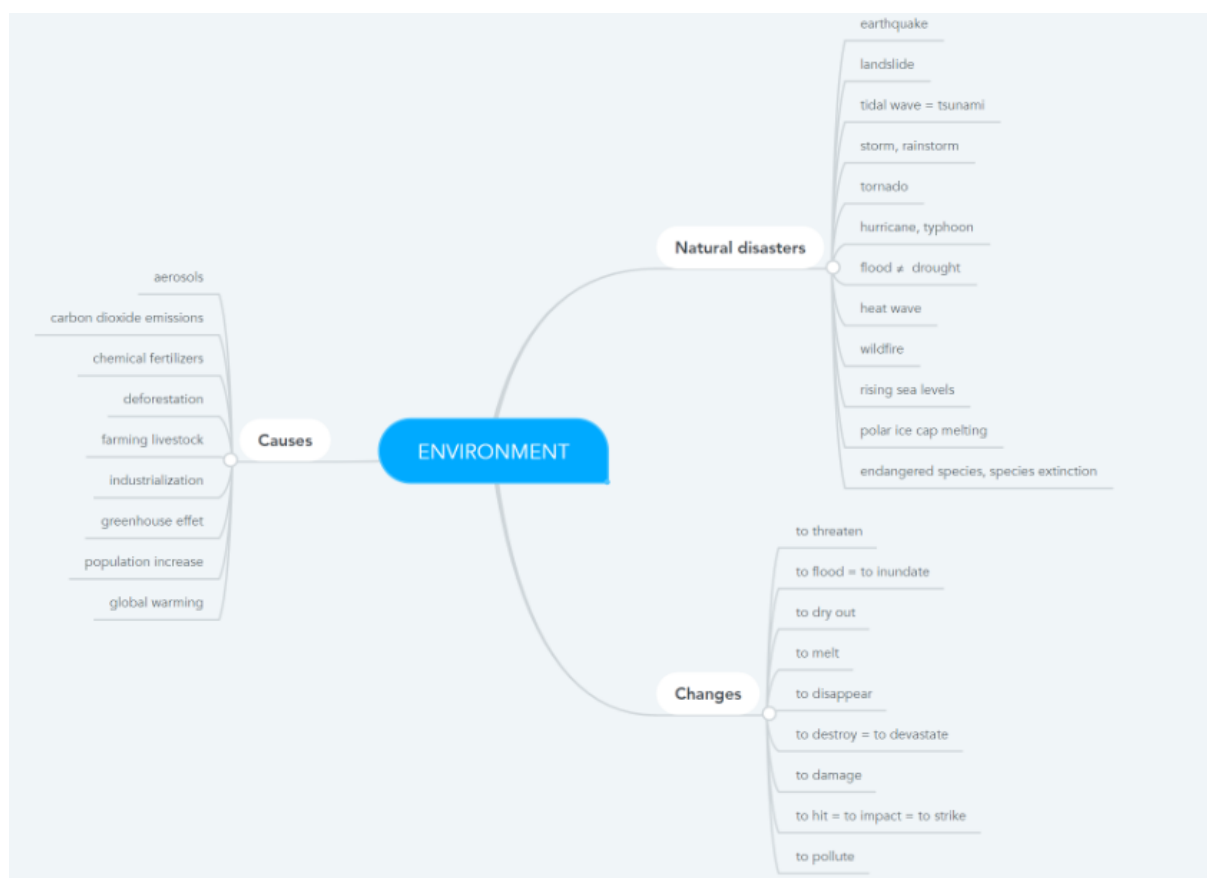 ENVIRONMENT
Natural disasters
earthquake
landslide
tidal wave = tsunami
storm, rainstorm
tornado
hurricane, typhoon
flood ≠ drought
heat wave
wildfire
rising sea levels
polar ice cap melting
endangered species, species extinction
Changes
to threaten
to flood = to inundate
to dry out
to melt
to disappear
to destroy = to devastate
to damage
to hit = to impact = to strike
to pollute
Causes
aerosols
carbon dioxide emissions
chemical fertilizers
deforestation
farming livestock
industrialization
greenhouse effet
population increase
global warming